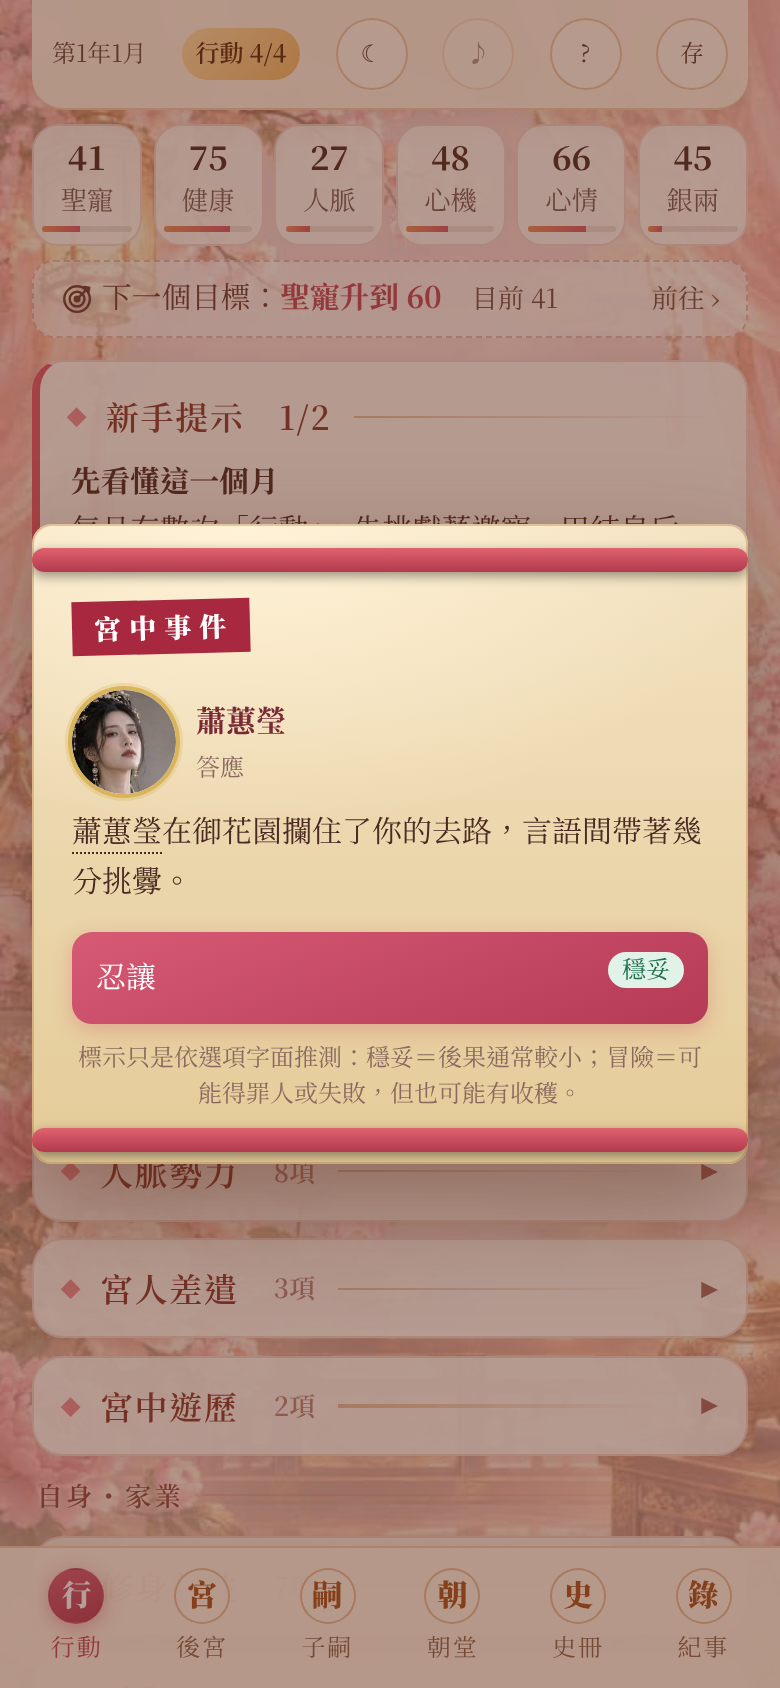 第1年1月 行動 4/4 ☾ ♪ ? 存
41 75 27 48 66 45
聖寵 健康 人脈 心機 心情 銀兩
下一個目標：聖寵升到 60 目前 41 前往 ›
新手提示 1/2
先看懂這一個月
宮中事件
蕭蕙瑩
答應
蕭蕙瑩在御花園攔住了你的去路，言語間帶著幾
分挑釁。
忍讓 穩妥
標示只是依選項字面推測：穩妥＝後果通常較小；冒險＝可
能得罪人或失敗，但也可能有收穫。
人脈勢力 8項
宮人差遣 3項
宮中遊歷 2項
自身・家業
行 宮 嗣 朝 史 錄
行動 後宮 子嗣 朝堂 史冊 紀事